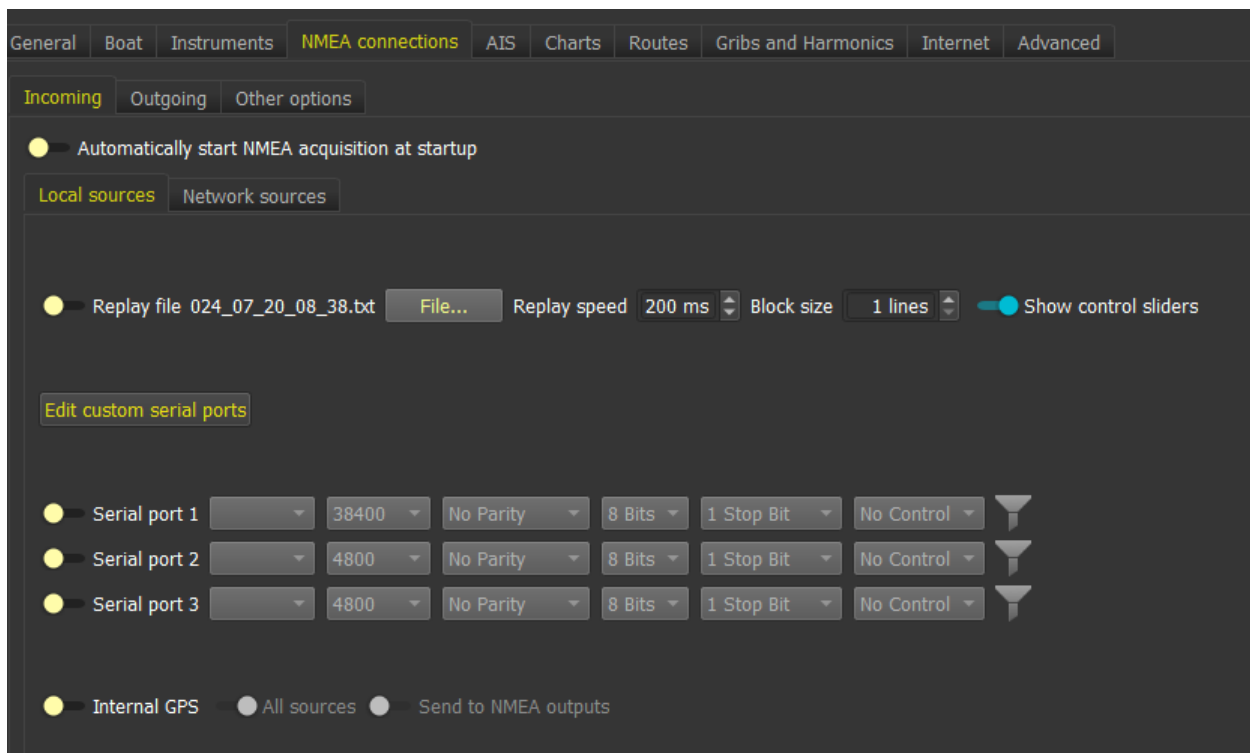 General Boat Instruments NMEA connections AIS Charts Routes Gribs and Harmonics Internet Advanced
Incoming Outgoing Other options
Automatically start NMEA acquisition at startup
Local sources Network sources
Replay file 024_07_20_08_38.txt File... Replay speed 200 ms Block size 1 lines Show control sliders
Edit custom serial ports
Serial port 1 38400 No Parity 8 Bits 1 Stop Bit No Control
Serial port 2 4800 No Parity 8 Bits 1 Stop Bit No Control
Serial port 3 4800 No Parity 8 Bits 1 Stop Bit No Control
Internal GPS All sources Send to NMEA outputs